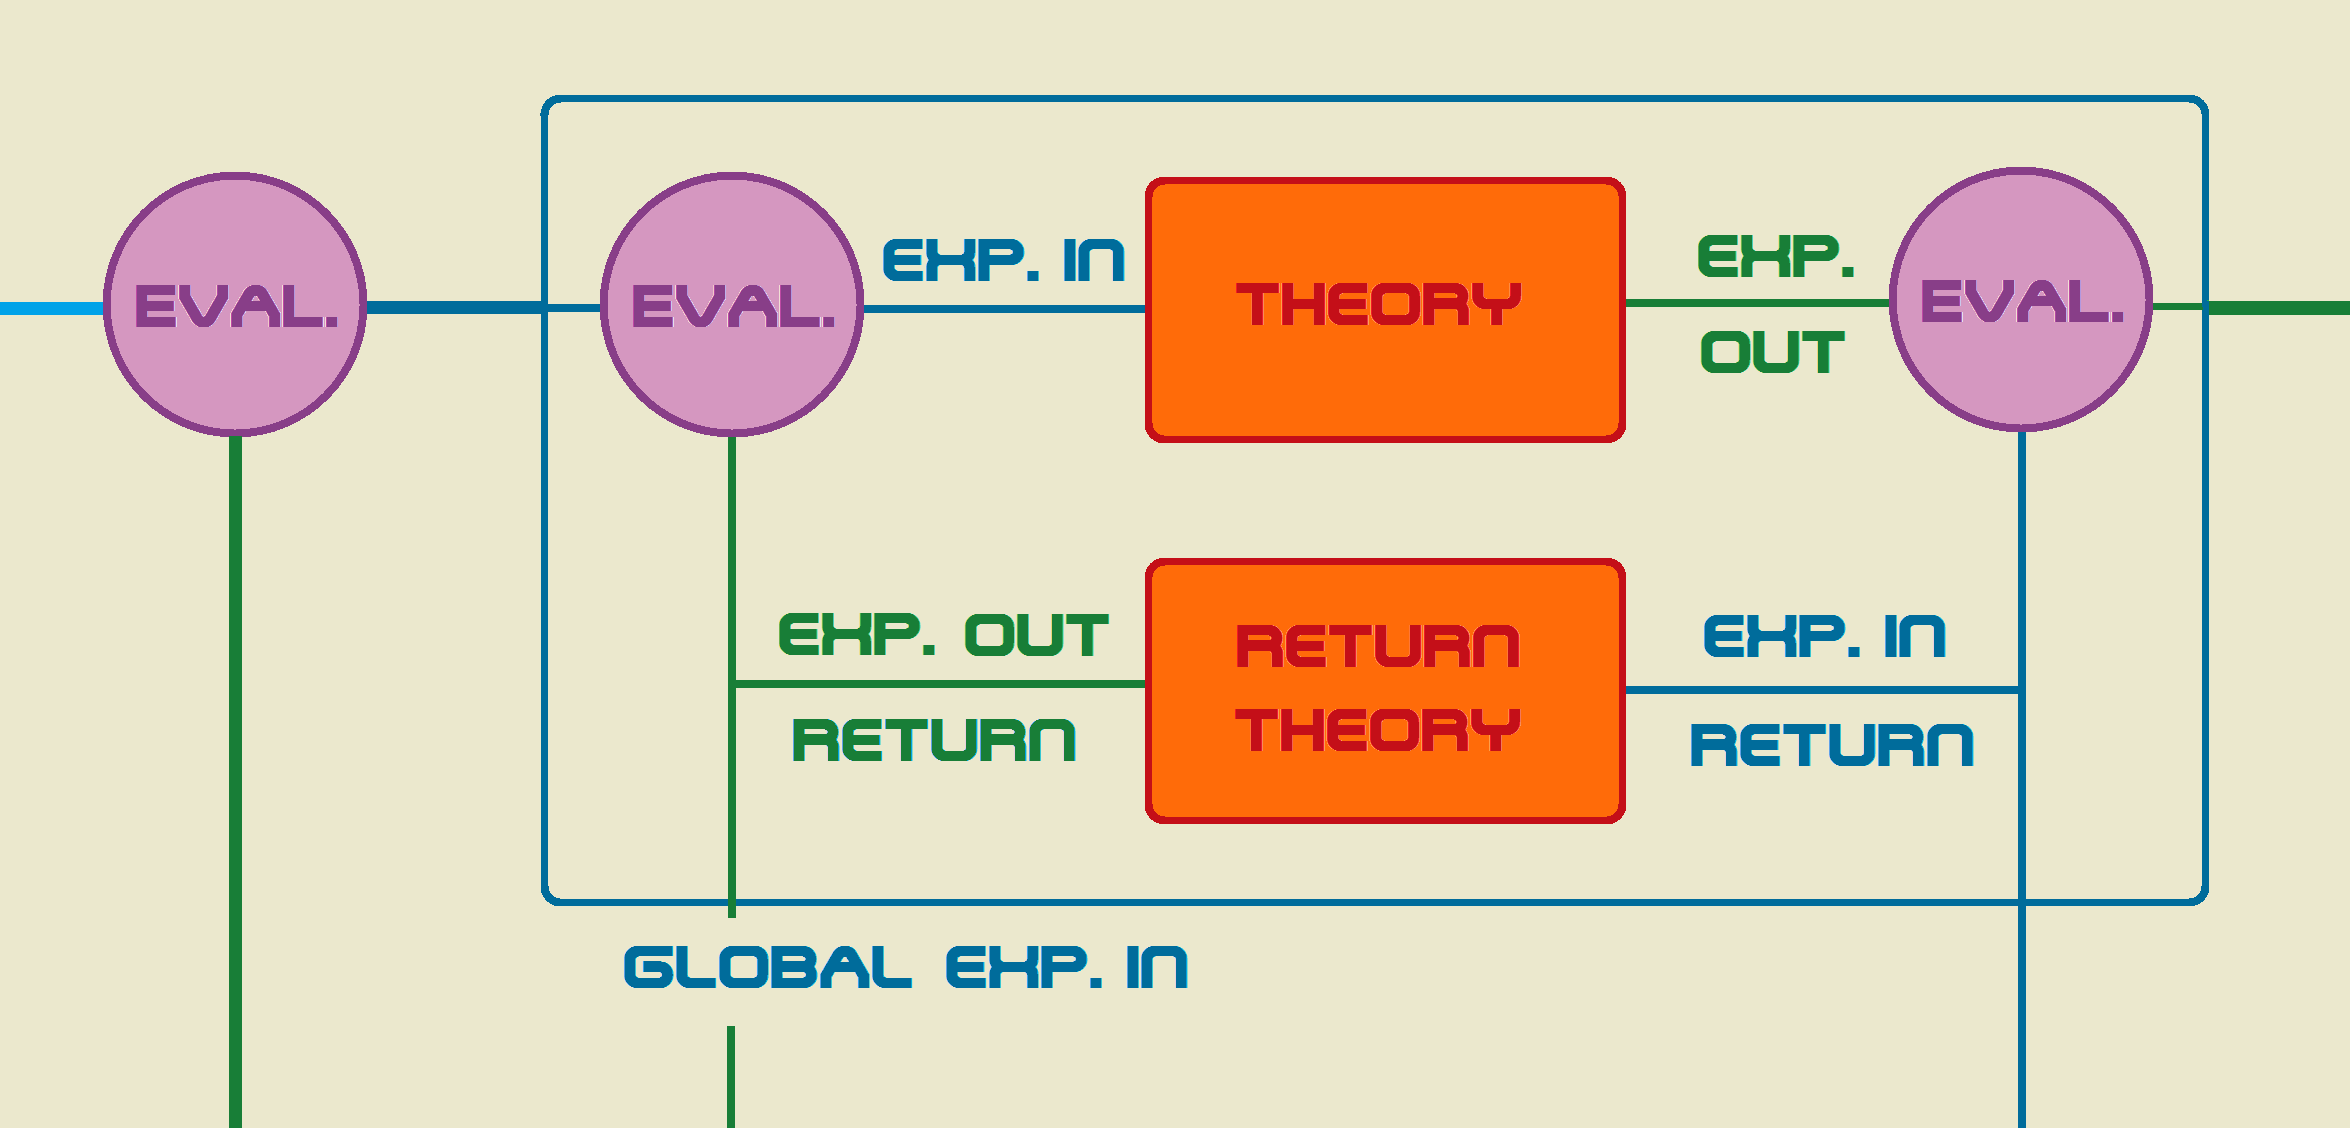 EVAL.
EVAL.
EXP. IN
THEORY
EXP.
OUT
EVAL.
EXP. OUT
RETURN
RETURN
THEORY
EXP. IN
RETURN
GLOBAL EXP. IN